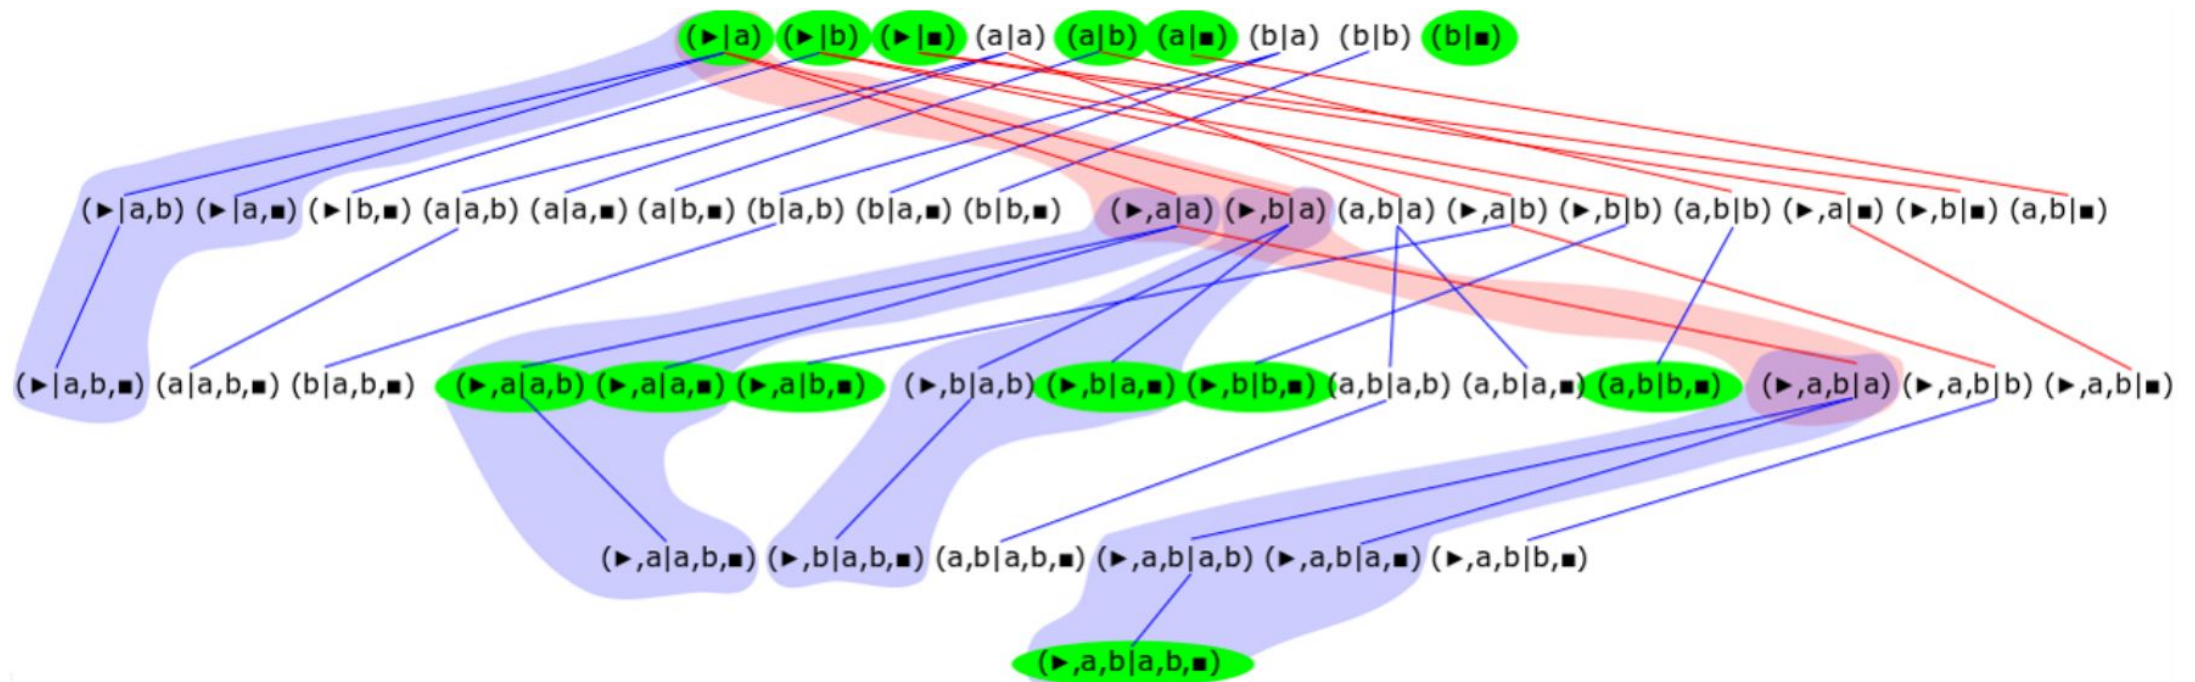 (►|a) (►|b) (►|■) (a|a) (a|b) (a|■) (b|a) (b|b) (b|■)
(►|a,b) (►|a,■) (►|b,■) (a|a,b) (a|a,■) (a|b,■) (b|a,b) (b|a,■) (b|b,■) (►,a|a) (►,b|a) (a,b|a) (►,a|b) (►,b|b) (a,b|b) (►,a|■) (►,b|■) (a,b|■)
(►|a,b,■) (a|a,b,■) (b|a,b,■) (►,a|a,b) (►,a|a,■) (►,a|b,■) (►,b|a,b) (►,b|a,■) (►,b|b,■) (a,b|a,b) (a,b|a,■) (a,b|b,■) (►,a,b|a) (►,a,b|b) (►,a,b|■)
(►,a|a,b,■) (►,b|a,b,■) (a,b|a,b,■) (►,a,b|a,b) (►,a,b|a,■) (►,a,b|b,■)
(►,a,b|a,b,■)